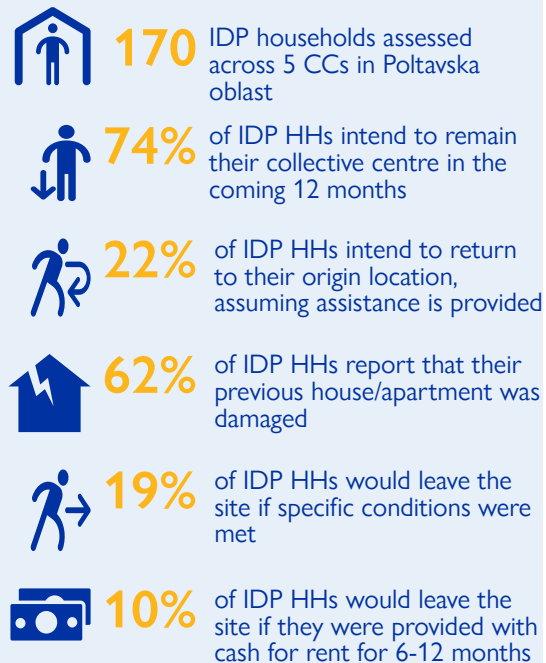 170 IDP households assessed
across 5 CCs in Poltavska
oblast
74% of IDP HHs intend to remain
their collective centre in the
coming 12 months
22% of IDP HHs intend to return
to their origin location,
assuming assistance is provided
62% of IDP HHs report that their
previous house/apartment was
damaged
19% of IDP HHs would leave the
site if specific conditions were
met
10% of IDP HHs would leave the
site if they were provided with
cash for rent for 6-12 months